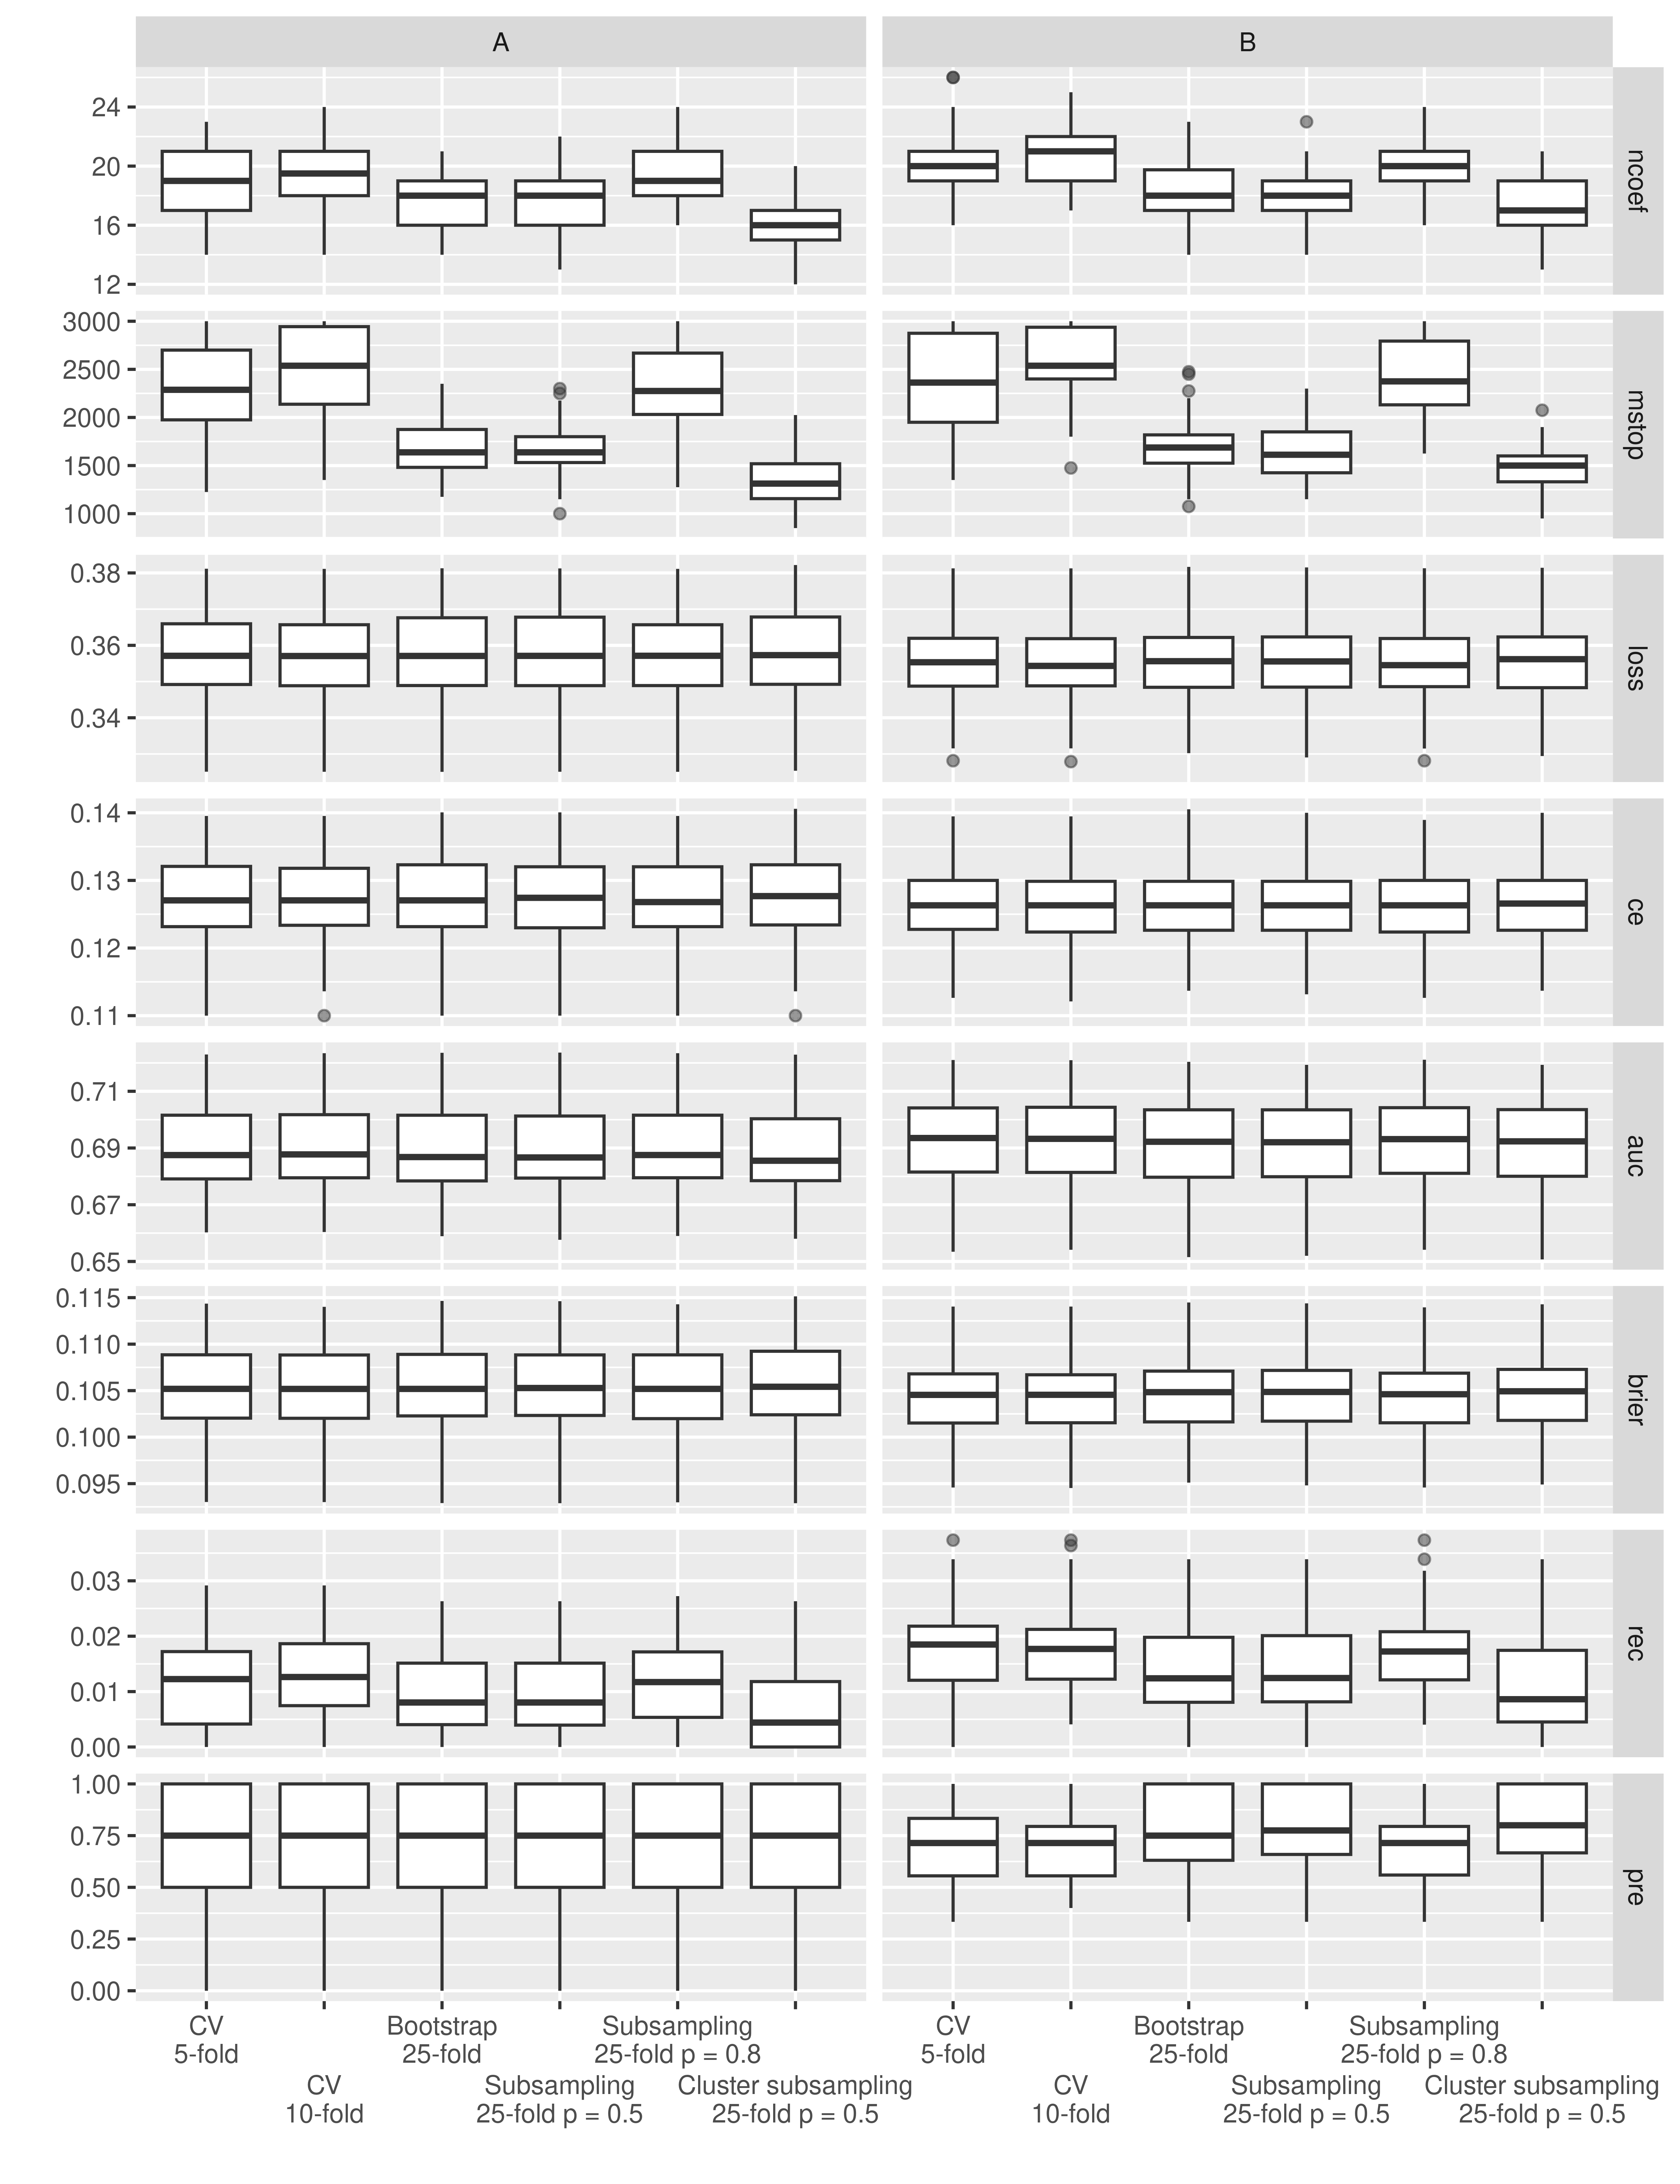 A
B
24
20
16
12
ncoef
3000
2500
2000
1500
1000
mstop
0.38
0.36
0.34
loss
0.14
0.13
0.12
0.11
ce
0.71
0.69
0.67
0.65
auc
0.115
0.110
0.105
0.100
0.095
brier
0.03
0.02
0.01
0.00
rec
1.00
0.75
0.50
0.25
0.00
pre
CV
5-fold
CV
10-fold
Bootstrap
25-fold
Subsampling
25-fold p = 0.5
Subsampling
25-fold p = 0.8
Cluster subsampling
25-fold p = 0.5
CV
5-fold
CV
10-fold
Bootstrap
25-fold
Subsampling
25-fold p = 0.5
Subsampling
25-fold p = 0.8
Cluster subsampling
25-fold p = 0.5